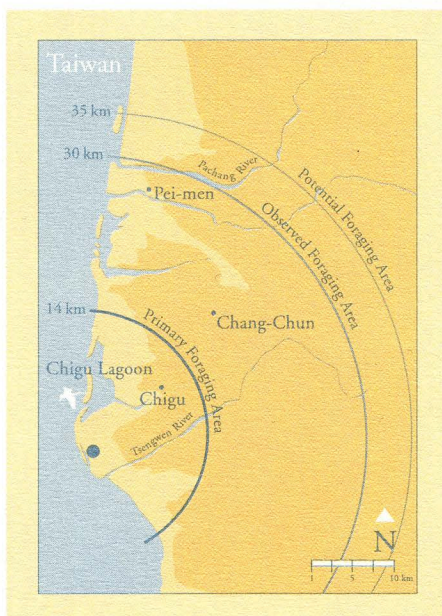 Taiwan
35 km
30 km
Pachang River
Potential Foraging Area
Pei-men
Observed Foraging Area
14 km
Primary Foraging Area
Chang-Chun
Chigu Lagoon
Chigu
Tsengwen River
N
1 5 10 km